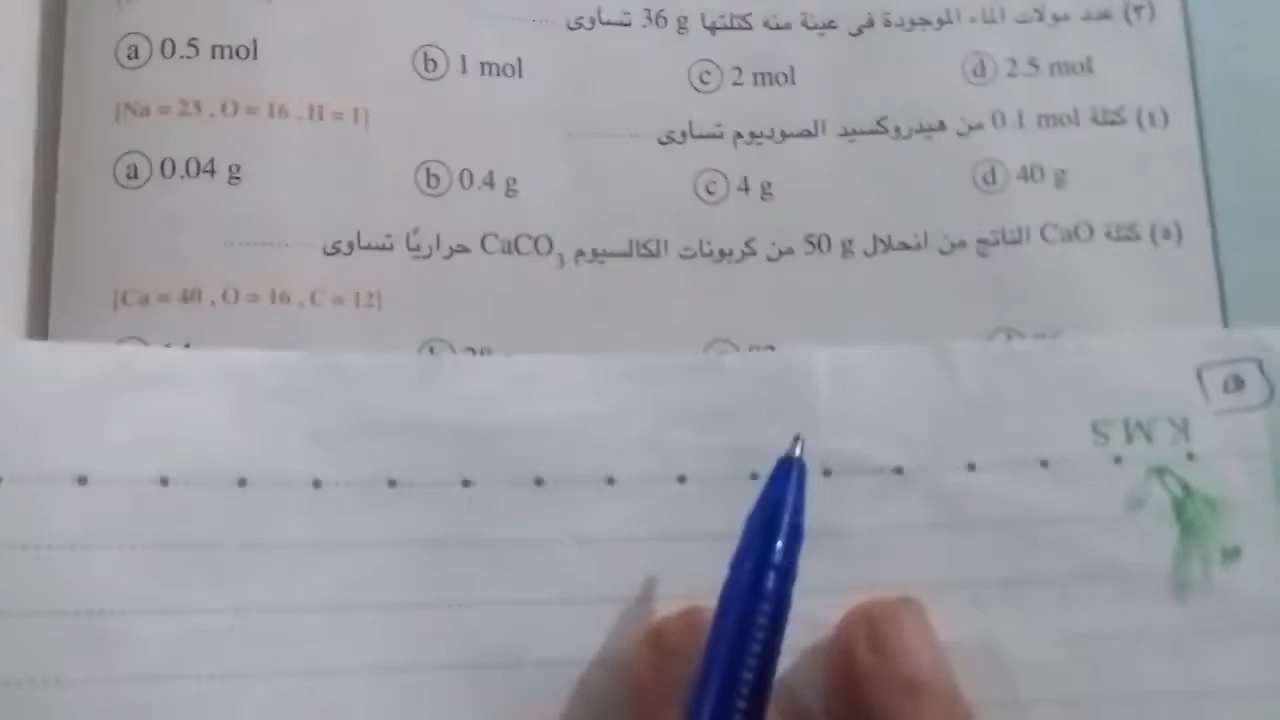 (٣) عدد مولات الماء الموجودة فى عينة منه كتلتها 36 g تساوى ............
ⓐ 0.5 mol ⓑ 1 mol ⓒ 2 mol ⓓ 2.5 mol
(٤) كتلة 0.1 mol من هيدروكسيد الصوديوم تساوى ............
[Na = 23 , O = 16 , H = 1]
ⓐ 0.04 g ⓑ 0.4 g ⓒ 4 g ⓓ 40 g
(٥) كتلة CaO الناتج من انحلال 50 g من كربونات الكالسيوم CaCO₃ حراريًا تساوى ............
[Ca = 40 , O = 16 , C = 12]
K M S